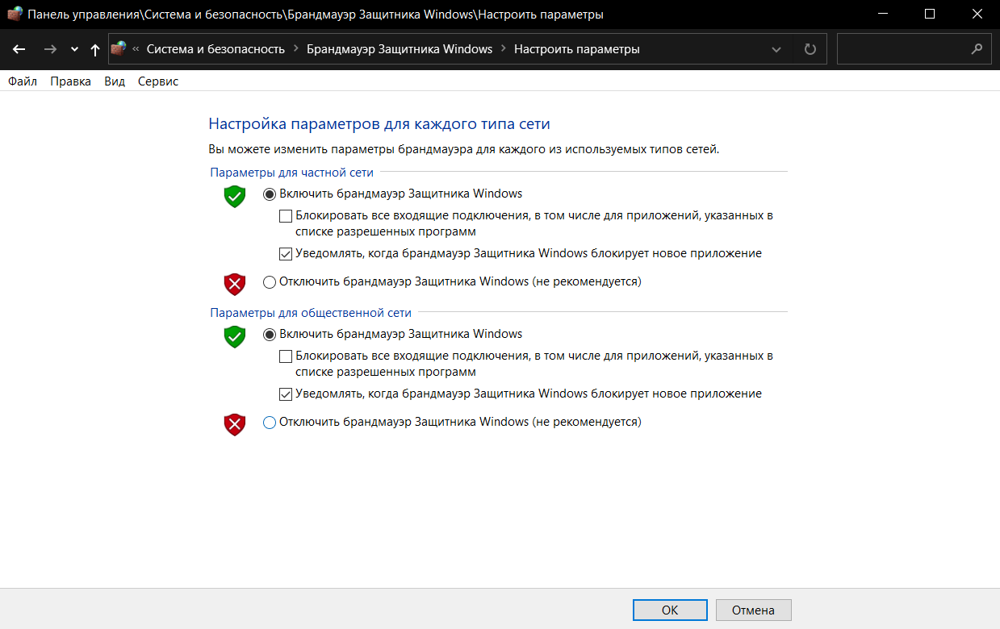 Панель управления\Система и безопасность\Брандмауэр Защитника Windows\Настроить параметры
« Система и безопасность > Брандмауэр Защитника Windows > Настроить параметры
Файл Правка Вид Сервис
Настройка параметров для каждого типа сети
Вы можете изменить параметры брандмауэра для каждого из используемых типов сетей.
Параметры для частной сети
Включить брандмауэр Защитника Windows
Блокировать все входящие подключения, в том числе для приложений, указанных в
списке разрешенных программ
Уведомлять, когда брандмауэр Защитника Windows блокирует новое приложение
Отключить брандмауэр Защитника Windows (не рекомендуется)
Параметры для общественной сети
Включить брандмауэр Защитника Windows
Блокировать все входящие подключения, в том числе для приложений, указанных в
списке разрешенных программ
Уведомлять, когда брандмауэр Защитника Windows блокирует новое приложение
Отключить брандмауэр Защитника Windows (не рекомендуется)
ОК Отмена